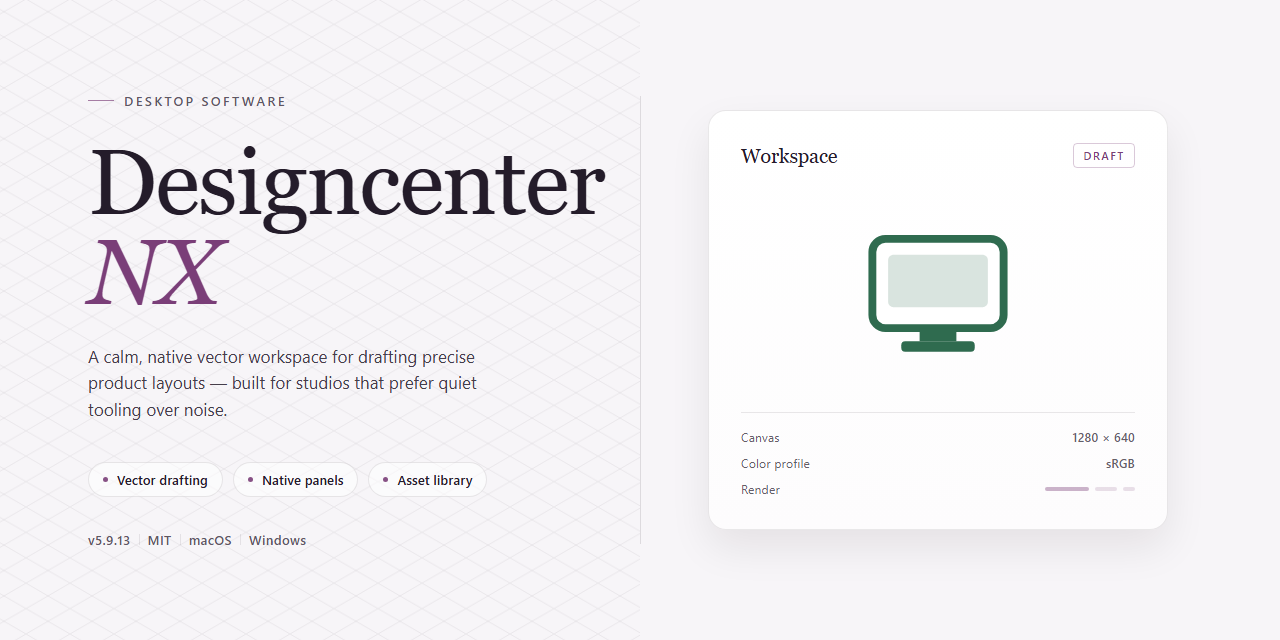 DESKTOP SOFTWARE
Designcenter
NX
A calm, native vector workspace for drafting precise
product layouts — built for studios that prefer quiet
tooling over noise.
Vector drafting
Native panels
Asset library
v5.9.13 MIT macOS Windows
Workspace
DRAFT
Canvas 1280 × 640
Color profile sRGB
Render